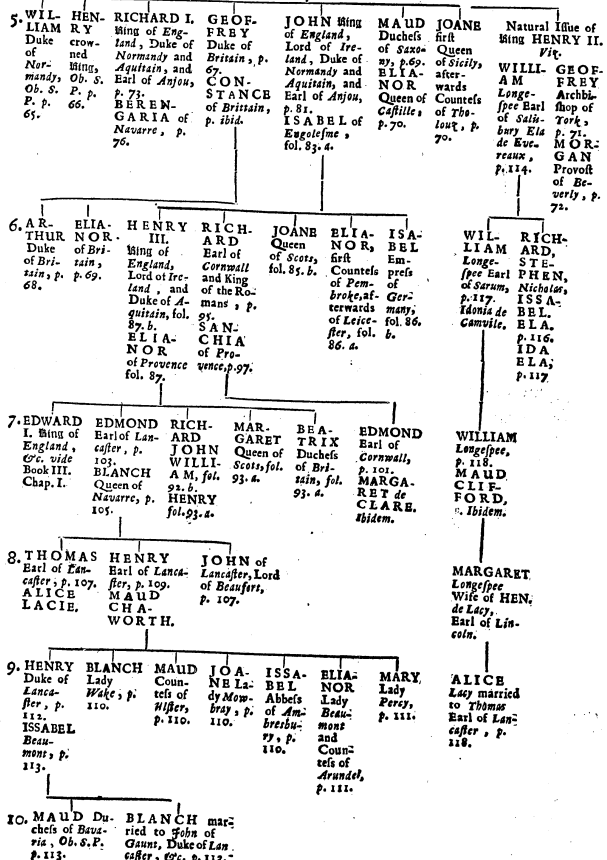 5. WIL-
LIAM
Duke
of
Nor-
mandy,
Ob. S.
P. p.
65.
HEN-
RY
crow-
ned
King,
Ob. S.
P. p.
66.
RICHARD I.
King of Eng-
land, Duke of
Normandy and
Aquitain, and
Earl of Anjou,
p. 73.
BEREN-
GARIA of
Navarre, p.
76.
GEOF-
FREY
Duke of
Britain, p.
67.
CON-
STANCE
of Brittain,
p. ibid.
JOHN King
of England,
Lord of Ire-
land, Duke of
Normandy and
Aquitain, and
Earl of Anjou,
p. 81.
ISABEL of
Engolesme,
fol. 83. a.
MAUD
Duchess
of Saxo-
ny, p.69.
ELIA-
NOR
Queen of
Castille,
p. 70.
JOANE
first
Queen
of Sicily,
after-
wards
Countess
of Tho-
louz, p.
70.
Natural Issue of
King HENRY II.
Viz.
WILLI-
AM
Longe-
spee Earl
of Salis-
bury Ela
de Eve-
reaux,
p. 114.
GEOF-
FREY
Archbi-
shop of
York,
p. 71.
MOR-
GAN
Provost
of Be-
verly, p.
72.
6. AR-
THUR
Duke
of Bri-
tain, p.
68.
ELIA-
NOR
of Bri-
tain,
p. 69.
HENRY
III.
King of
England,
Lord of Ire-
land, and
Duke of A-
quitain, fol.
87. b.
ELIA-
NOR
of Provence
fol. 87.
RICH-
ARD
Earl of
Cornwall
and King
of the Ro-
mans, p.
95.
SAN-
CHIA
of Pro-
vence, p.97.
JOANE
Queen
of Scots,
fol. 85. b.
ELIA-
NOR,
first
Countess
of Pem-
broke, af-
terwards
of Leice-
ster, fol.
86. a.
ISA-
BEL
Em-
press
of
Ger-
many,
fol. 86.
b.
WIL-
LIAM
Longe-
spee Earl
of Sarum,
p. 117.
Idonia de
Camvile.
RICH-
ARD,
STE-
PHEN,
Nicholas,
ISSA-
BEL.
ELA.
p. 116.
IDA
ELA,
p. 117
7. EDWARD
I. King of
England,
&c. vide
Book III.
Chap. I.
EDMOND
Earl of Lan-
caster, p.
103.
BLANCH
Queen of
Navarre, p.
105.
RICH-
ARD
JOHN
WILLI-
AM, fol.
92. b.
HENRY
fol.93.a.
MAR-
GARET
Queen of
Scots, fol.
93. a.
BEA-
TRIX
Duchess
of Bri-
tain, fol.
93. a.
EDMOND
Earl of
Cornwall,
p. 101.
MARGA-
RET de
CLARE.
Ibidem.
WILLIAM
Longespee,
p. 118.
MAUD
CLIF-
FORD,
Ibidem.
8. THOMAS
Earl of Lan-
caster, p. 107.
ALICE
LACIE.
HENRY
Earl of Lanca-
ster, p. 109.
MAUD
CHA-
WORTH.
JOHN of
Lancaster, Lord
of Beaufort,
p. 107.
MARGARET
Longespee
Wife of HEN.
de Lacy,
Earl of Lin-
coln.
9. HENRY
Duke of
Lanca-
ster, p.
112.
ISSABEL
Beau-
mont, p.
113.
BLANCH
Lady
Wake, p.
110.
MAUD
Coun-
tess of
Ulster,
p. 110.
JOA-
NE La-
dy Mow-
bray, p.
110.
ISSA-
BEL
Abbess
of Am-
bresbu-
ry, p.
110.
ELIA-
NOR
Lady
Beau-
mont
and
Coun-
tess of
Arundel,
p. 111.
MARY
Lady
Percy,
p. 111.
ALICE
Lacy married
to Thomas
Earl of Lan-
caster, p.
118.
10. MAUD Du-
chess of Bava-
ria, Ob. S.P.
p. 113.
BLANCH mar-
ried to John of
Gaunt, Duke of Lan
caster, &c. p. 112.